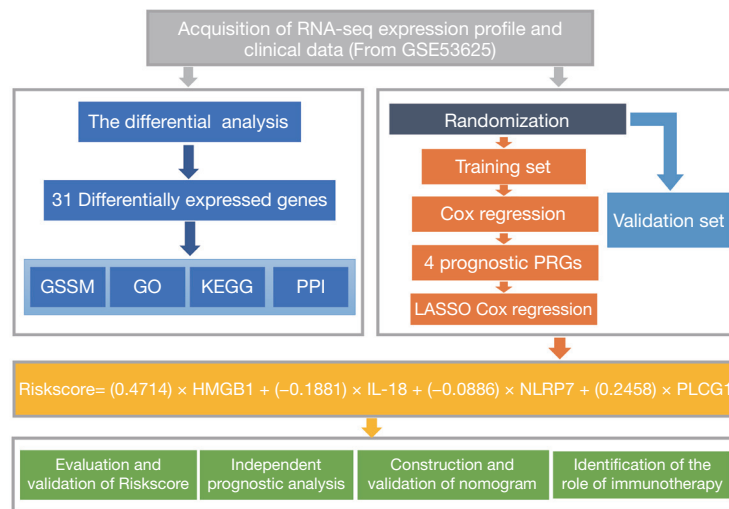 Acquisition of RNA-seq expression profile and
clinical data (From GSE53625)
The differential analysis
31 Differentially expressed genes
GSSM
GO
KEGG
PPI
Randomization
Training set
Cox regression
4 prognostic PRGs
LASSO Cox regression
Validation set
Riskscore= (0.4714) × HMGB1 + (−0.1881) × IL-18 + (−0.0886) × NLRP7 + (0.2458) × PLCG1
Evaluation and
validation of Riskscore
Independent
prognostic analysis
Construction and
validation of nomogram
Identification of the
role of immunotherapy